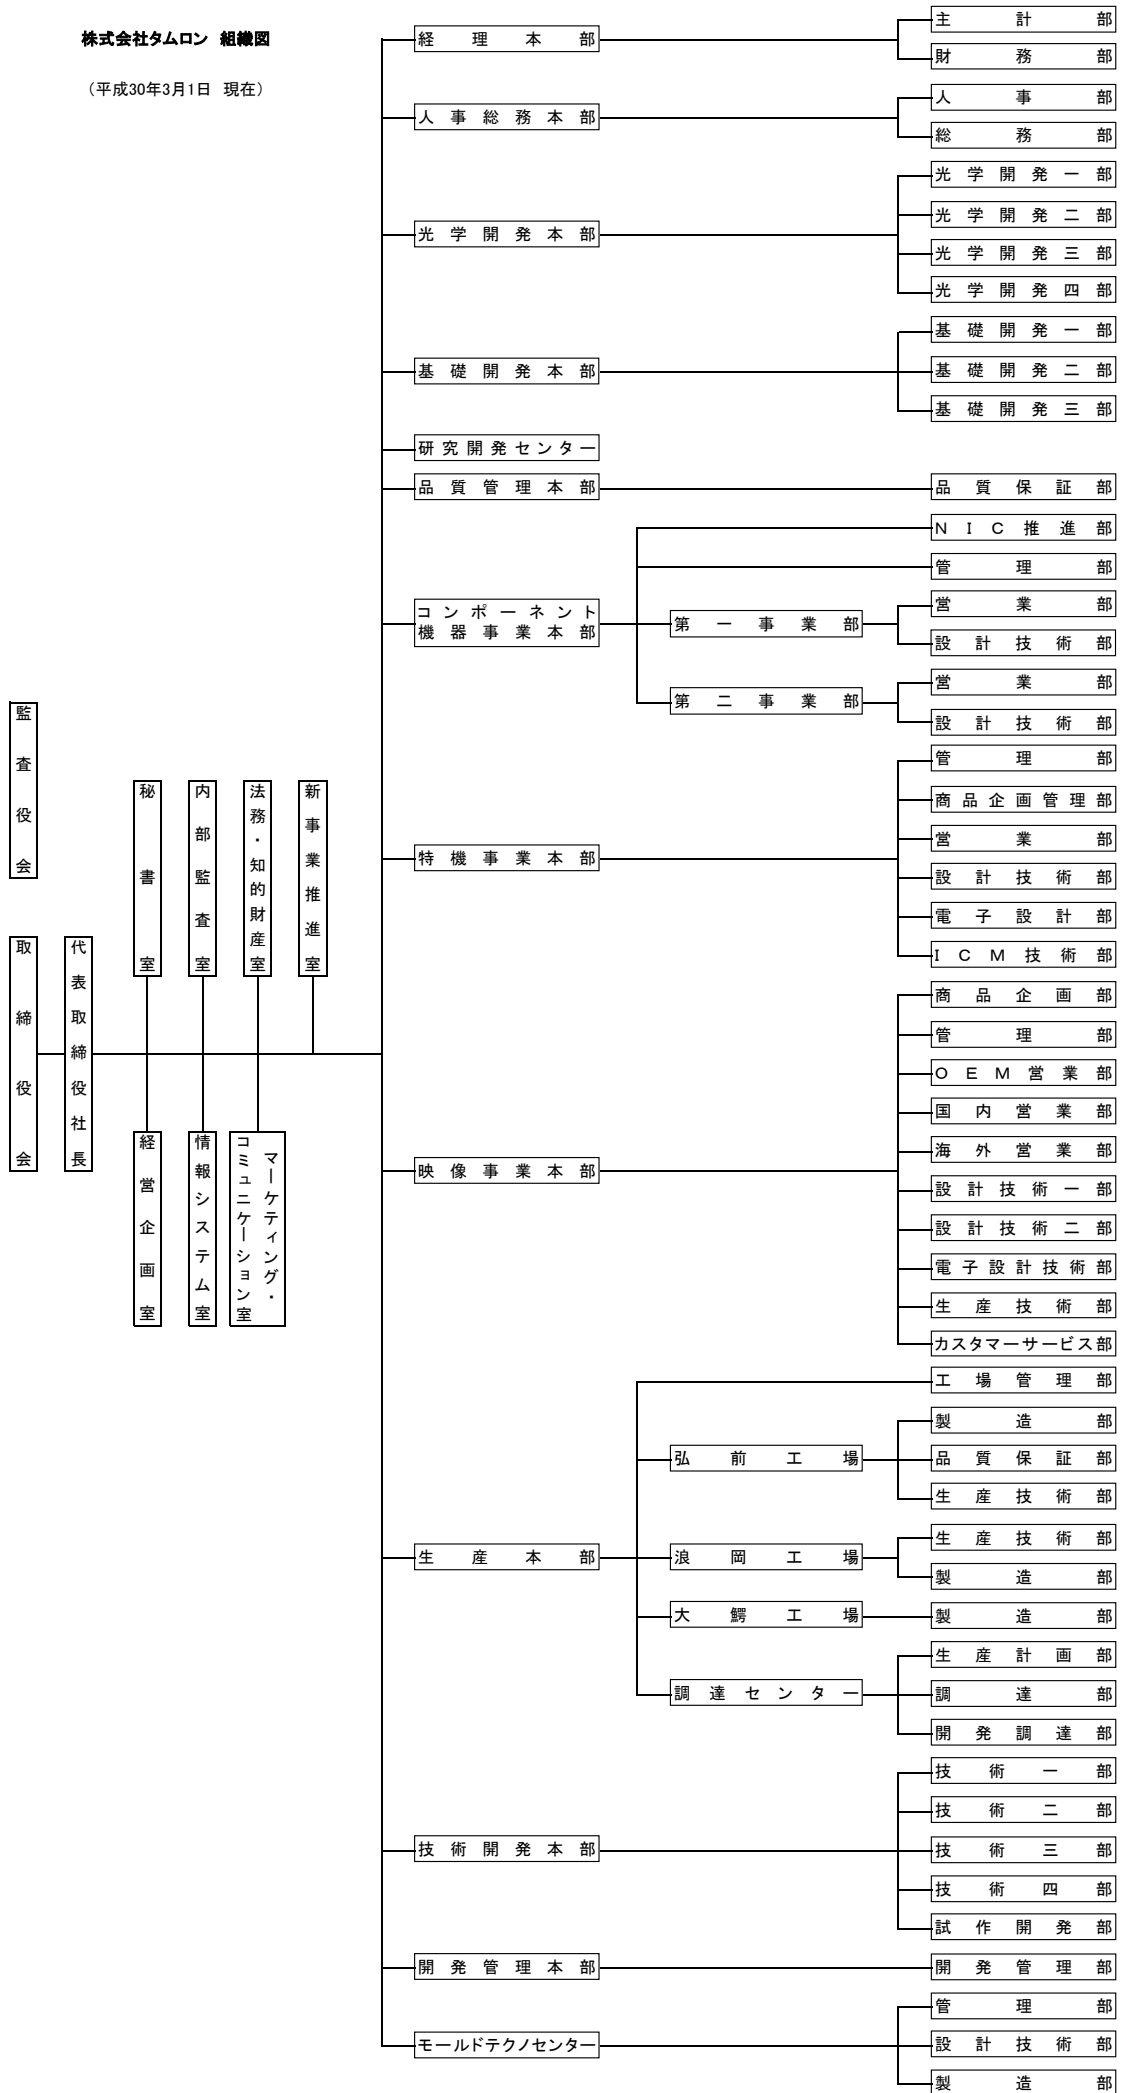 株式会社タムロン 組織図
（平成30年3月1日 現在）
監査役会
取締役会
代表取締役社長
秘書室
内部監査室
法務・知的財産室
新事業推進室
経営企画室
情報システム室
マーケティング・
コミュニケーション室
経理本部
主計部
財務部
人事総務本部
人事部
総務部
光学開発本部
光学開発一部
光学開発二部
光学開発三部
光学開発四部
基礎開発本部
基礎開発一部
基礎開発二部
基礎開発三部
研究開発センター
品質管理本部
品質保証部
コンポーネント
機器事業本部
ＮＩＣ推進部
管理部
第一事業部
営業部
設計技術部
第二事業部
営業部
設計技術部
特機事業本部
管理部
商品企画管理部
営業部
設計技術部
電子設計部
ＩＣＭ技術部
映像事業本部
商品企画部
管理部
ＯＥＭ営業部
国内営業部
海外営業部
設計技術一部
設計技術二部
電子設計技術部
生産技術部
カスタマーサービス部
生産本部
工場管理部
弘前工場
製造部
品質保証部
生産技術部
浪岡工場
生産技術部
製造部
大鰐工場
製造部
調達センター
生産計画部
調達部
開発調達部
技術開発本部
技術一部
技術二部
技術三部
技術四部
試作開発部
開発管理本部
開発管理部
モールドテクノセンター
管理部
設計技術部
製造部